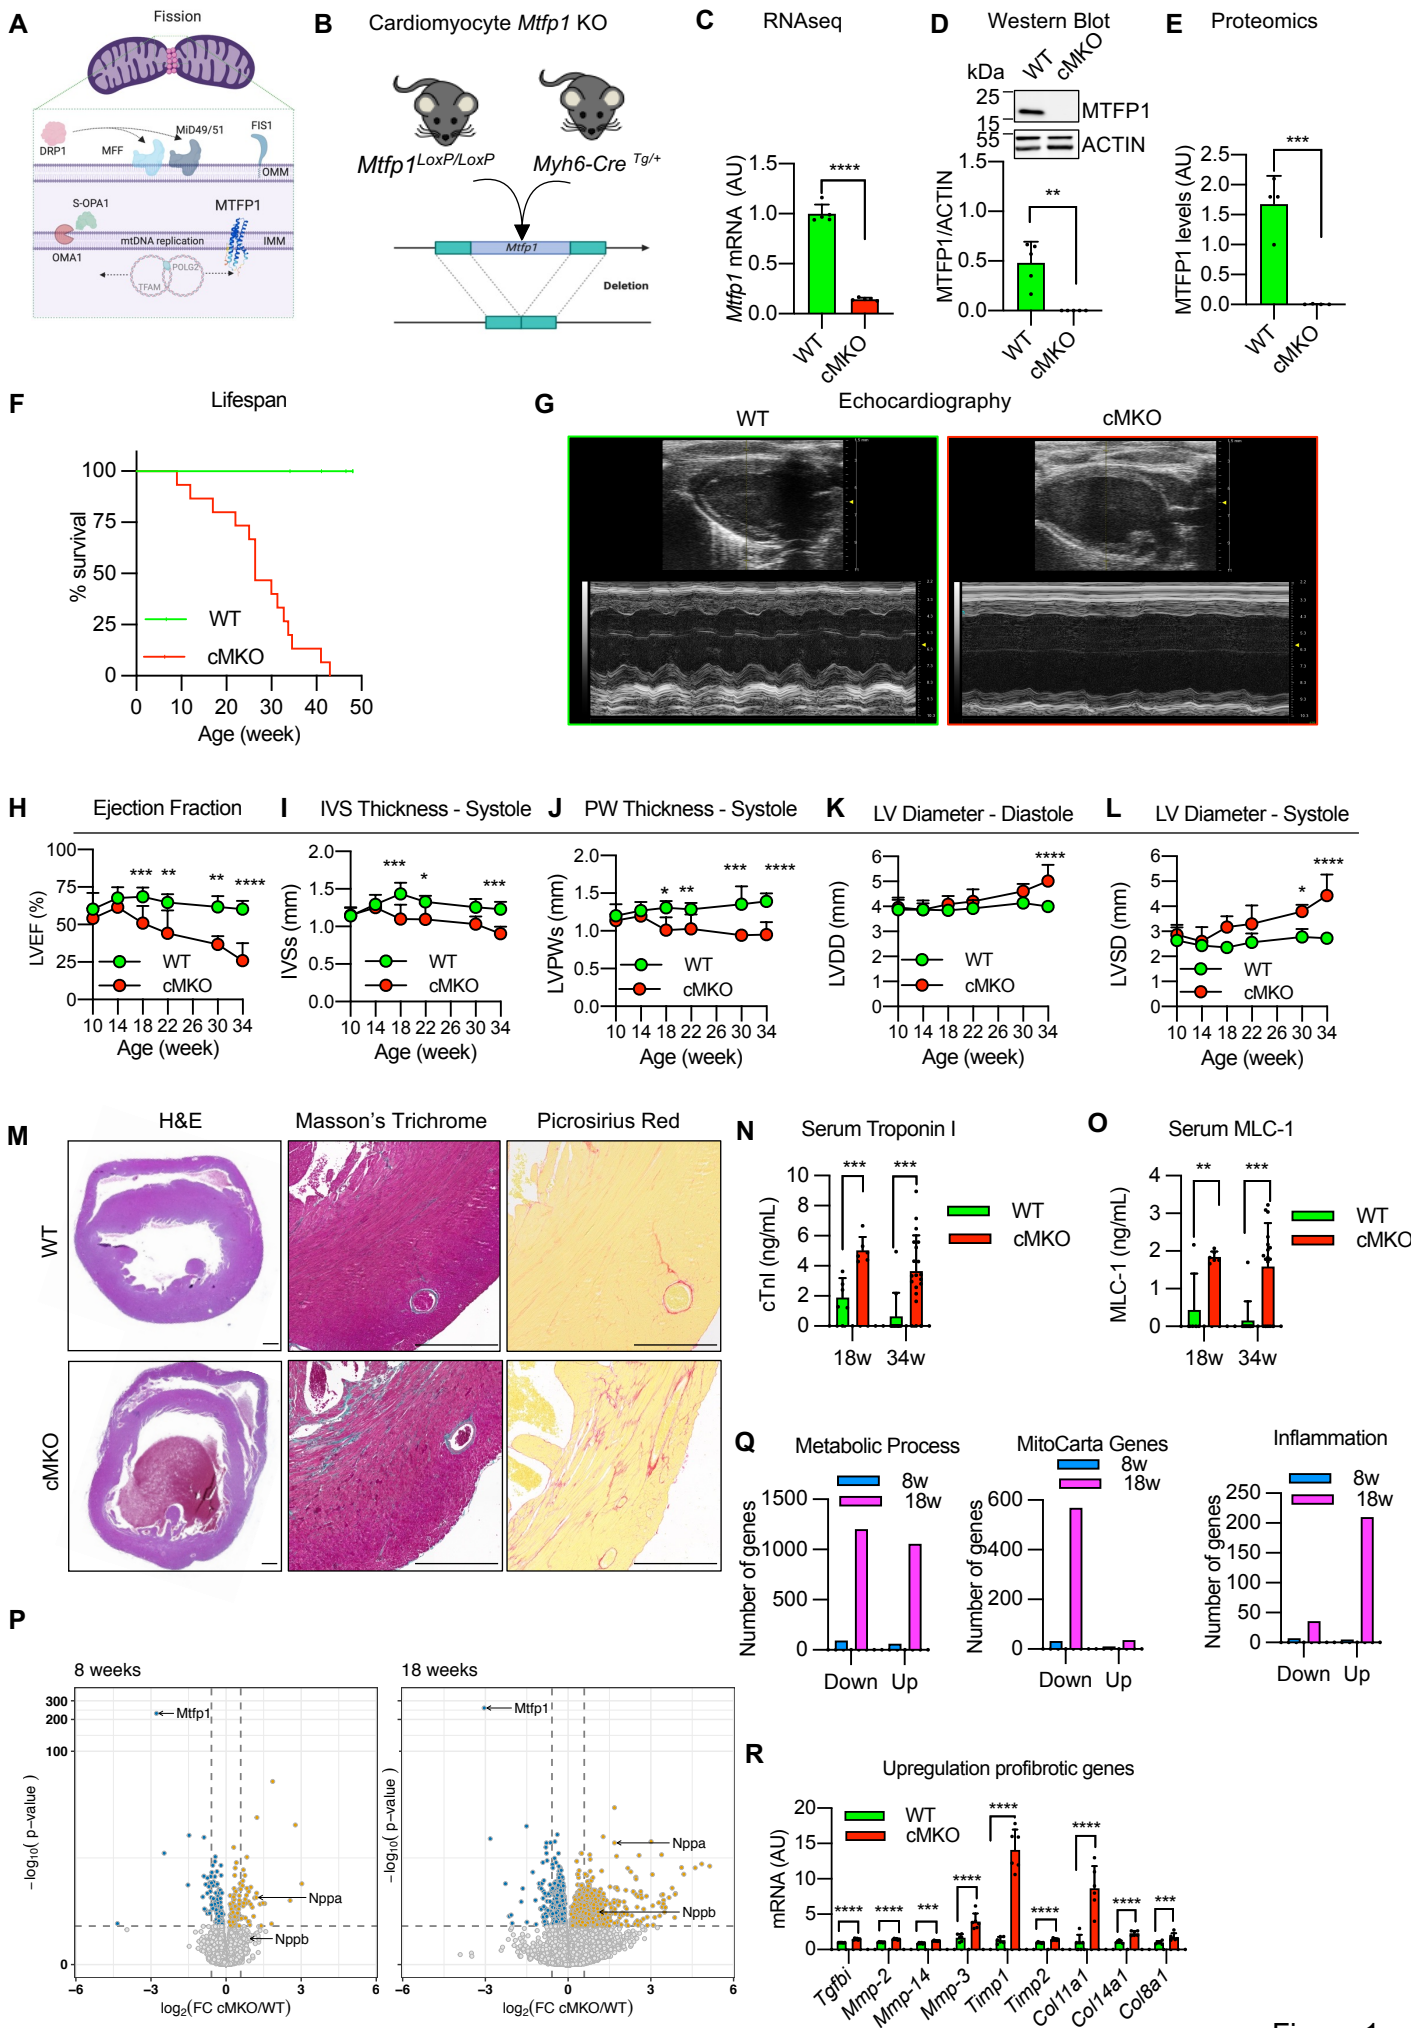 A
Fission
DRP1
MFF
MiD49/51
FIS1
OMM
S-OPA1
MTFP1
mtDNA replication
IMM
OMA1
POLG2
TFAM
B
Cardiomyocyte Mtfp1 KO
Mtfp1 LoxP/LoxP
Myh6-Cre Tg/+
Mtfp1
Deletion
C
RNAseq
Mtfp1 mRNA (AU)
1.5
1.0
0.5
0.0
****
WT
cMKO
D
Western Blot
kDa
WT
cMKO
25
15
55
MTFP1
ACTIN
MTFP1/ACTIN
1.5
1.0
0.5
0.0
**
WT
cMKO
E
Proteomics
MTFP1 levels (AU)
2.5
2.0
1.5
1.0
0.5
0.0
***
WT
cMKO
F
Lifespan
% survival
100
75
50
25
0
WT
cMKO
0 10 20 30 40 50
Age (week)
G
Echocardiography
WT
cMKO
H
Ejection Fraction
LVEF (%)
100
75
50
25
0
*** ** ** ****
WT
cMKO
10 14 18 22 26 30 34
Age (week)
I
IVS Thickness - Systole
IVSs (mm)
2.0
1.5
1.0
0.5
0.0
*** * ***
WT
cMKO
10 14 18 22 26 30 34
Age (week)
J
PW Thickness - Systole
LVPWs (mm)
2.0
1.5
1.0
0.5
0.0
* ** *** ****
WT
cMKO
10 14 18 22 26 30 34
Age (week)
K
LV Diameter - Diastole
LVDD (mm)
6
5
4
3
2
1
0
****
WT
cMKO
10 14 18 22 26 30 34
Age (week)
L
LV Diameter - Systole
LVSD (mm)
6
5
4
3
2
1
0
* ****
WT
cMKO
10 14 18 22 26 30 34
Age (week)
M
H&E
Masson's Trichrome
Picrosirius Red
WT
cMKO
N
Serum Troponin I
cTnI (ng/mL)
10
8
6
4
2
0
*** ***
WT
cMKO
18w 34w
O
Serum MLC-1
MLC-1 (ng/mL)
4
3
2
1
0
** ***
WT
cMKO
18w 34w
P
8 weeks
18 weeks
300
200
100
0
−log10( p−value )
Mtfp1
Nppa
Nppb
−6 −3 0 3 6
log2(FC cMKO/WT)
−log10( p−value )
Mtfp1
Nppa
Nppb
−6 −3 0 3 6
log2(FC cMKO/WT)
Q
Metabolic Process
8w
18w
Number of genes
1500
1000
500
0
Down Up
MitoCarta Genes
8w
18w
Number of genes
600
400
200
0
Down Up
Inflammation
8w
18w
Number of genes
250
200
150
100
50
0
Down Up
R
Upregulation profibrotic genes
mRNA (AU)
20
15
10
5
0
WT
cMKO
**** **** *** **** **** **** **** **** ***
Tgfbi
Mmp-2
Mmp-14
Mmp-3
Timp1
Timp2
Col11a1
Col14a1
Col8a1